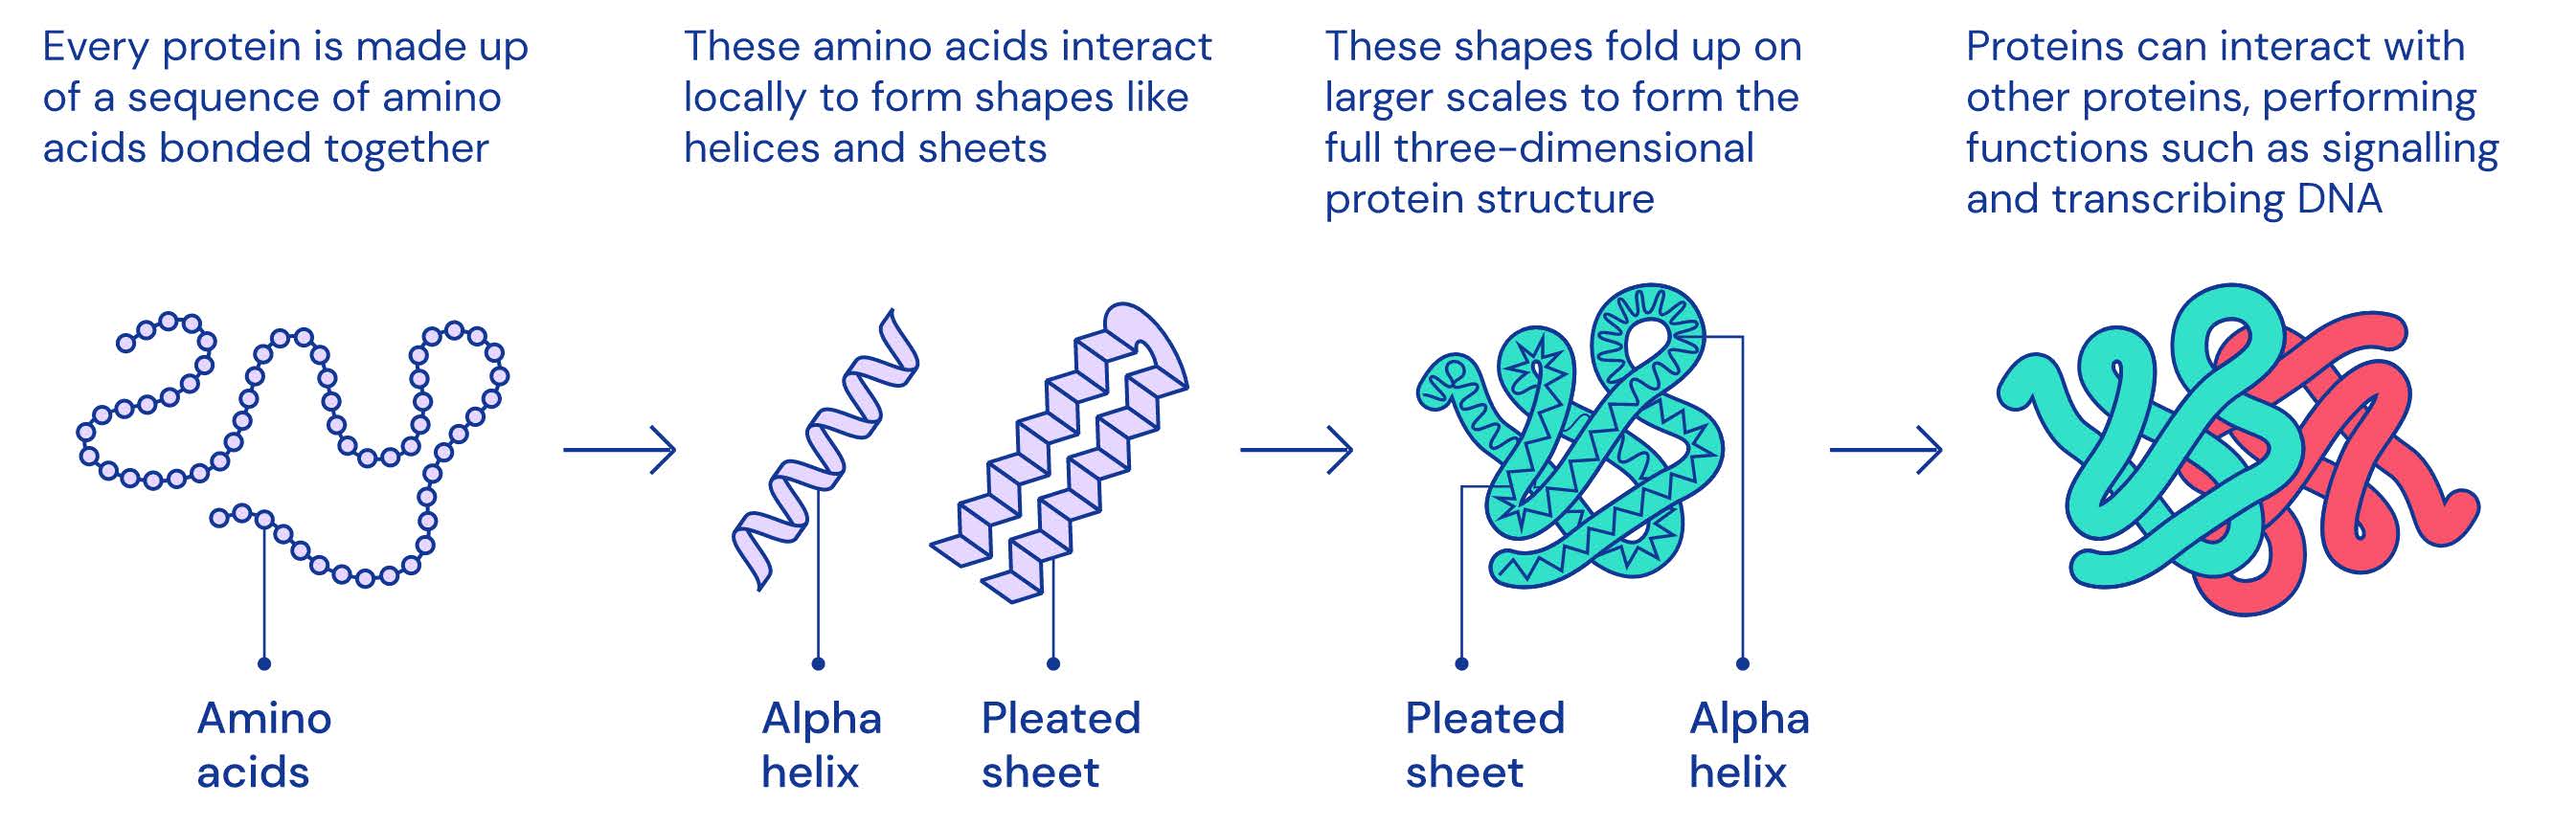 Every protein is made up
of a sequence of amino
acids bonded together
These amino acids interact
locally to form shapes like
helices and sheets
These shapes fold up on
larger scales to form the
full three-dimensional
protein structure
Proteins can interact with
other proteins, performing
functions such as signalling
and transcribing DNA
Amino
acids
Alpha
helix
Pleated
sheet
Pleated
sheet
Alpha
helix